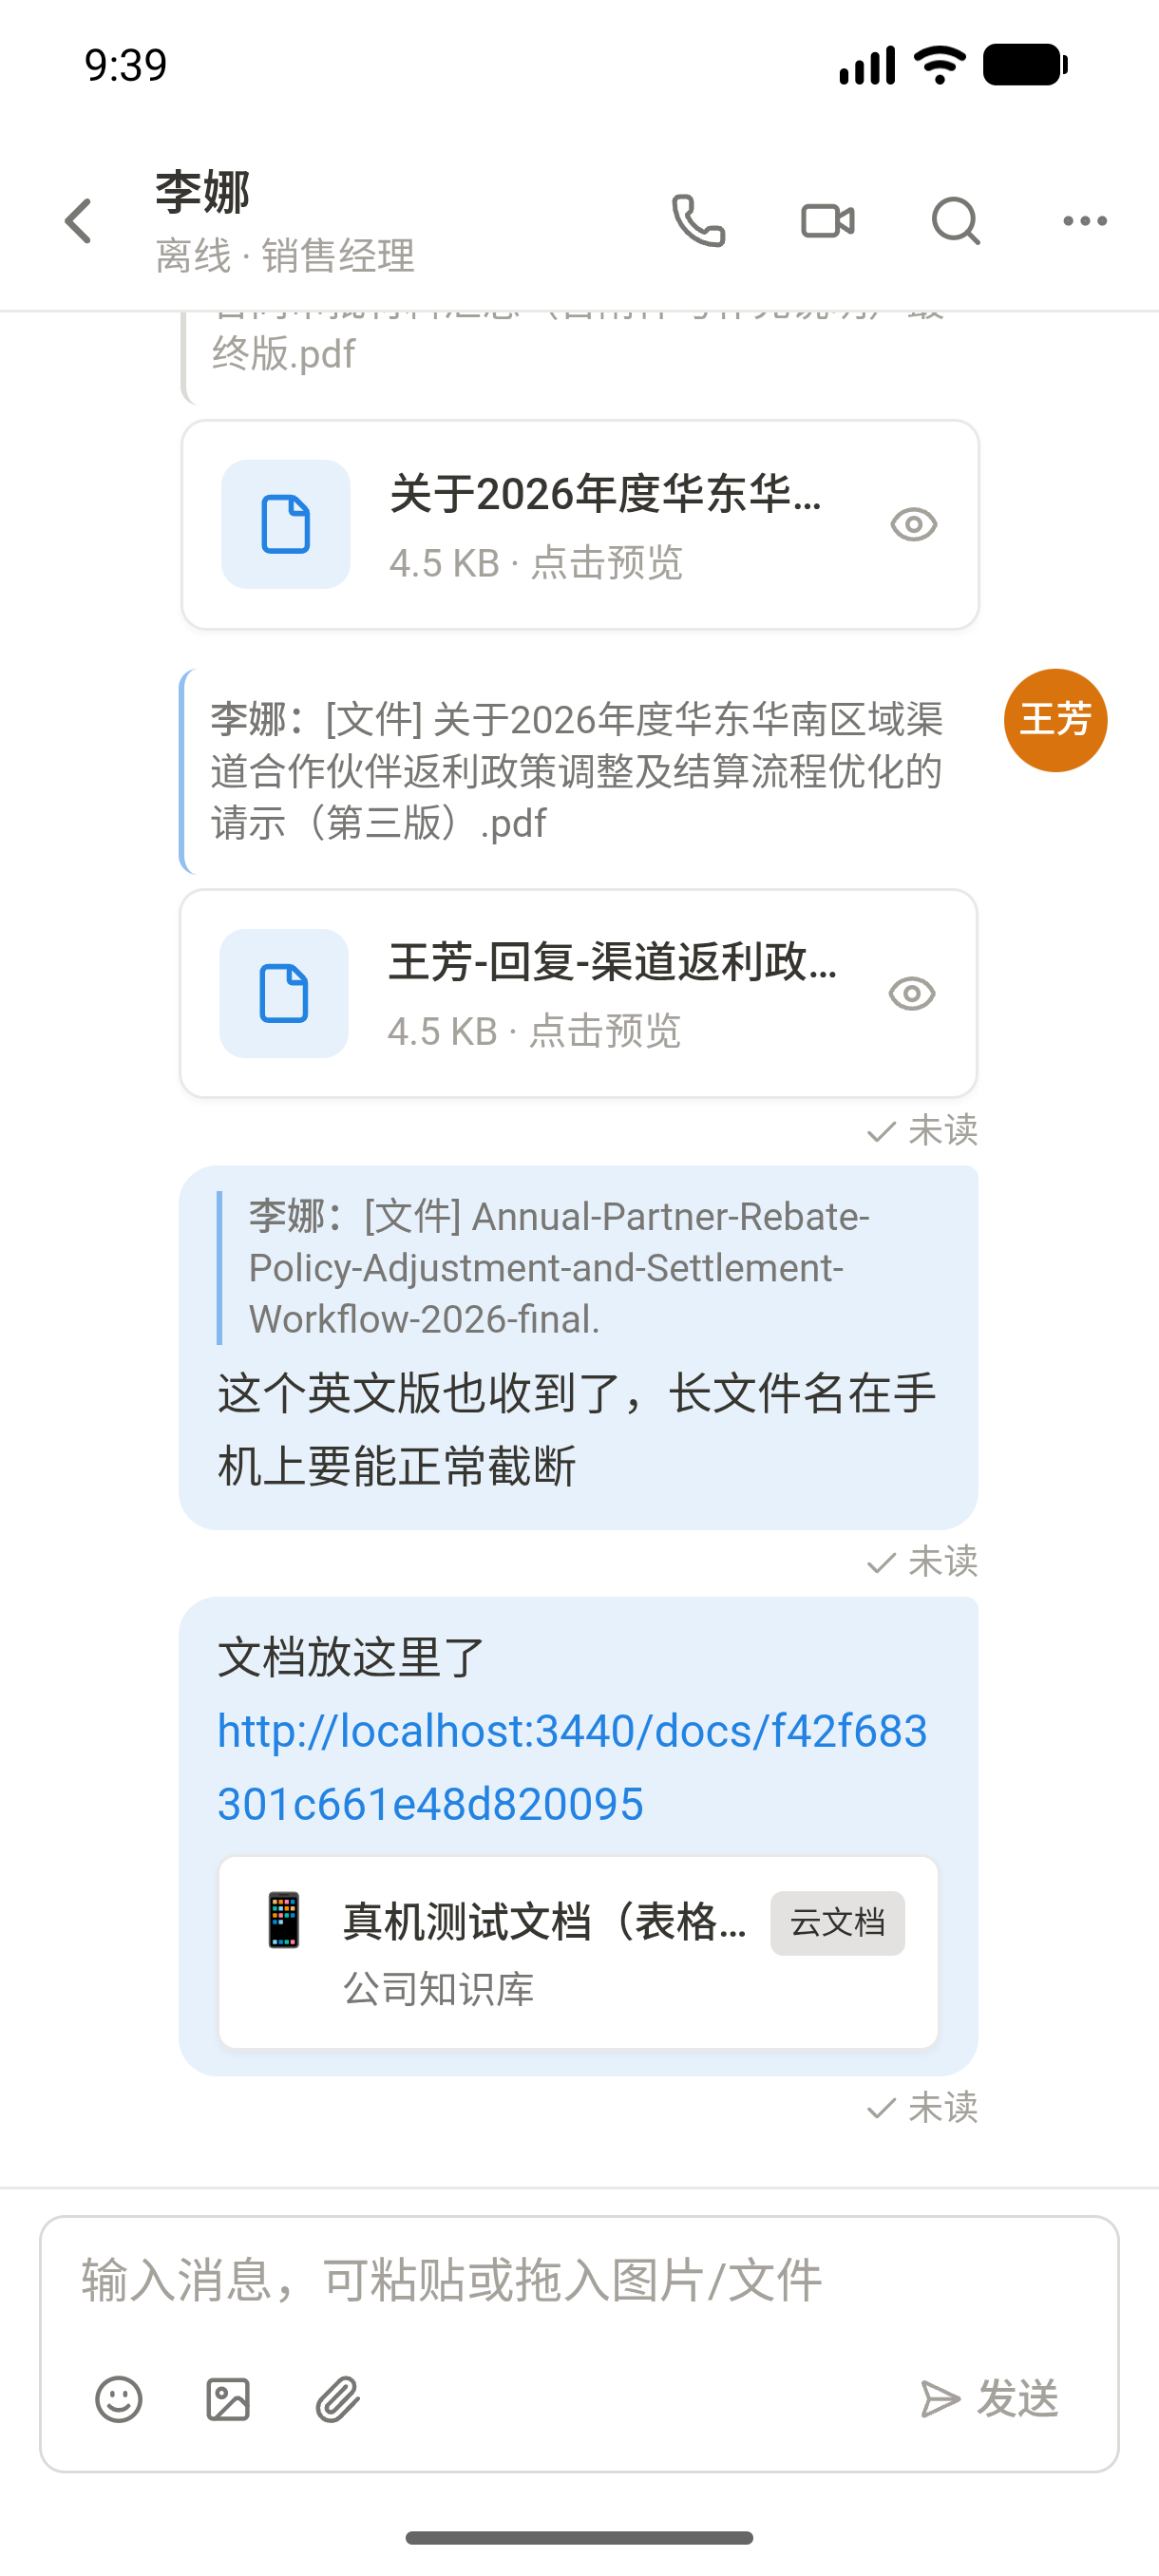 9:39
李娜
离线 · 销售经理
终版.pdf
关于2026年度华东华…
4.5 KB · 点击预览
王芳
李娜：[文件] 关于2026年度华东华南区域渠
道合作伙伴返利政策调整及结算流程优化的
请示（第三版）.pdf
王芳-回复-渠道返利政…
4.5 KB · 点击预览
未读
李娜：[文件] Annual-Partner-Rebate-
Policy-Adjustment-and-Settlement-
Workflow-2026-final.
这个英文版也收到了，长文件名在手
机上要能正常截断
未读
文档放这里了
http://localhost:3440/docs/f42f683
301c661e48d820095
真机测试文档（表格…
云文档
公司知识库
未读
输入消息，可粘贴或拖入图片/文件
发送